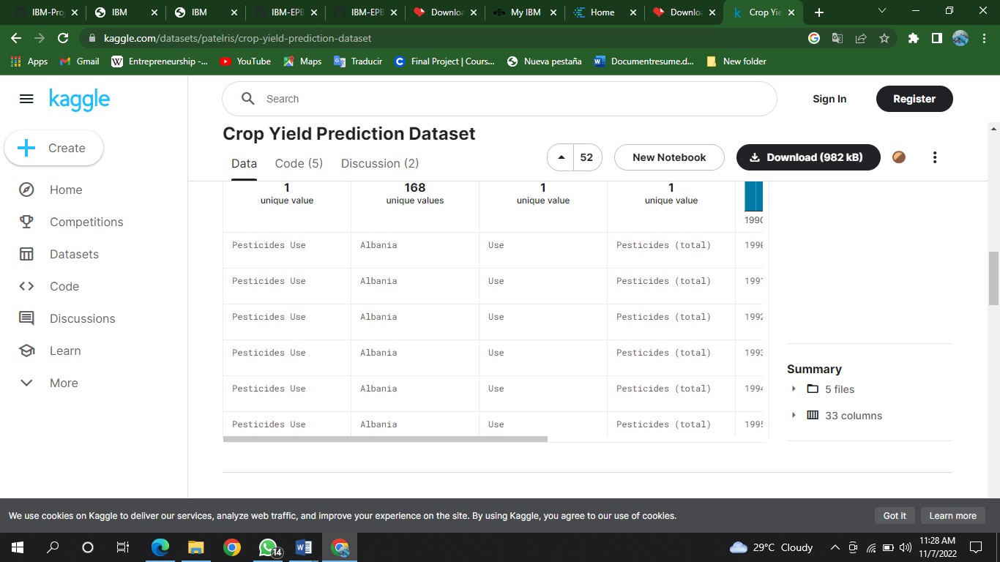 IBM-Proj
IBM
IBM
IBM-EPB
IBM-EPB
Downloa
My IBM
Home
Downloa
Crop Yie
kaggle.com/datasets/patelris/crop-yield-prediction-dataset
Apps
Gmail
Entrepreneurship -...
YouTube
Maps
Traducir
Final Project | Cours...
Nueva pestaña
Documentresume.d...
New folder
kaggle
Search
Sign In
Register
Create
Home
Competitions
Datasets
Code
Discussions
Learn
More
Crop Yield Prediction Dataset
Data
Code (5)
Discussion (2)
52
New Notebook
Download (982 kB)
1 168 1 1
unique value unique values unique value unique value
1990
Pesticides Use Albania Use Pesticides (total) 1990
Pesticides Use Albania Use Pesticides (total) 1991
Pesticides Use Albania Use Pesticides (total) 1992
Pesticides Use Albania Use Pesticides (total) 1993
Pesticides Use Albania Use Pesticides (total) 1994
Pesticides Use Albania Use Pesticides (total) 1995
Summary
5 files
33 columns
We use cookies on Kaggle to deliver our services, analyze web traffic, and improve your experience on the site. By using Kaggle, you agree to our use of cookies.
Got it
Learn more
14
29°C Cloudy
11:28 AM
11/7/2022